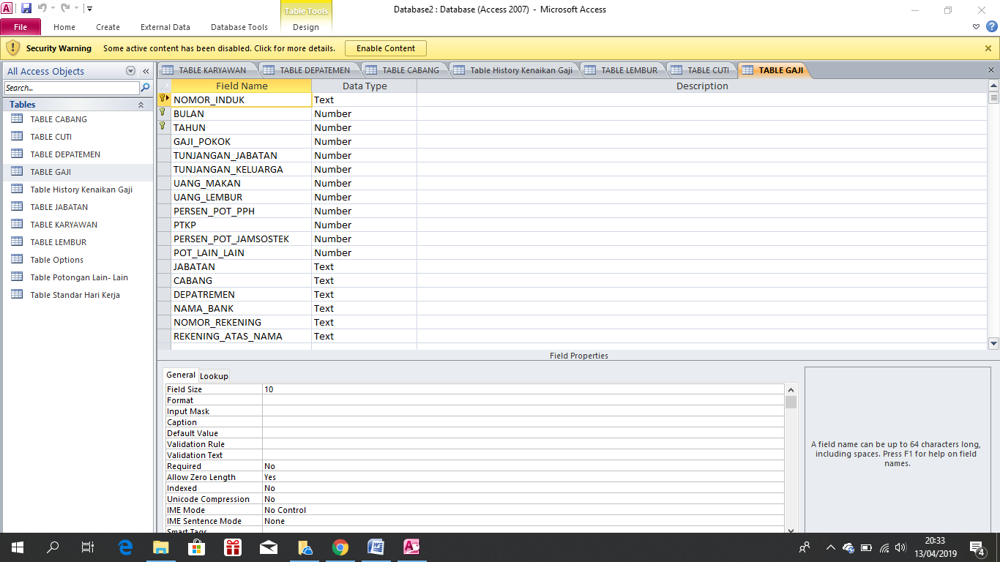 Table Tools
Database2 : Database (Access 2007) - Microsoft Access
File Home Create External Data Database Tools Design
Security Warning Some active content has been disabled. Click for more details. Enable Content
All Access Objects
Search...
Tables
TABLE CABANG
TABLE CUTI
TABLE DEPATEMEN
TABLE GAJI
Table History Kenaikan Gaji
TABLE JABATAN
TABLE KARYAWAN
TABLE LEMBUR
Table Options
Table Potongan Lain- Lain
Table Standar Hari Kerja
TABLE KARYAWAN TABLE DEPATEMEN TABLE CABANG Table History Kenaikan Gaji TABLE LEMBUR TABLE CUTI TABLE GAJI
Field Name Data Type Description
NOMOR_INDUK Text
BULAN Number
TAHUN Number
GAJI_POKOK Number
TUNJANGAN_JABATAN Number
TUNJANGAN_KELUARGA Number
UANG_MAKAN Number
UANG_LEMBUR Number
PERSEN_POT_PPH Number
PTKP Number
PERSEN_POT_JAMSOSTEK Number
POT_LAIN_LAIN Number
JABATAN Text
CABANG Text
DEPATREMEN Text
NAMA_BANK Text
NOMOR_REKENING Text
REKENING_ATAS_NAMA Text
Field Properties
General Lookup
Field Size 10
Format
Input Mask
Caption
Default Value
Validation Rule
Validation Text
Required No
Allow Zero Length Yes
Indexed No
Unicode Compression No
IME Mode No Control
IME Sentence Mode None
Smart Tags
A field name can be up to 64 characters long,
including spaces. Press F1 for help on field
names.
20:33
13/04/2019
4